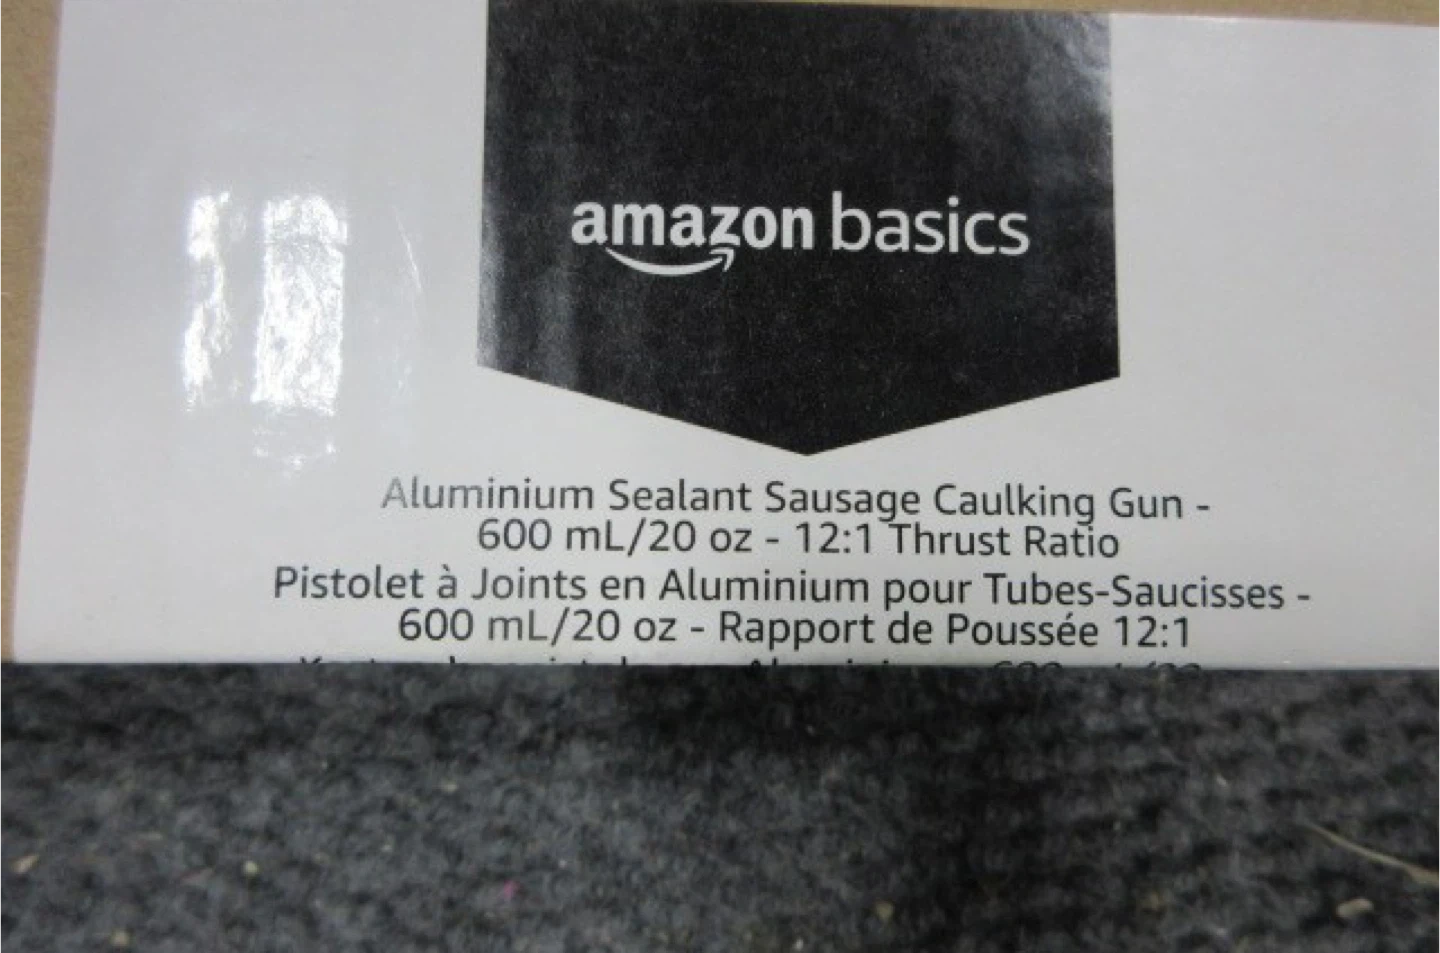 amazon basics
Aluminium Sealant Sausage Caulking Gun -
600 mL/20 oz - 12:1 Thrust Ratio
Pistolet à Joints en Aluminium pour Tubes-Saucisses -
600 mL/20 oz - Rapport de Poussée 12:1